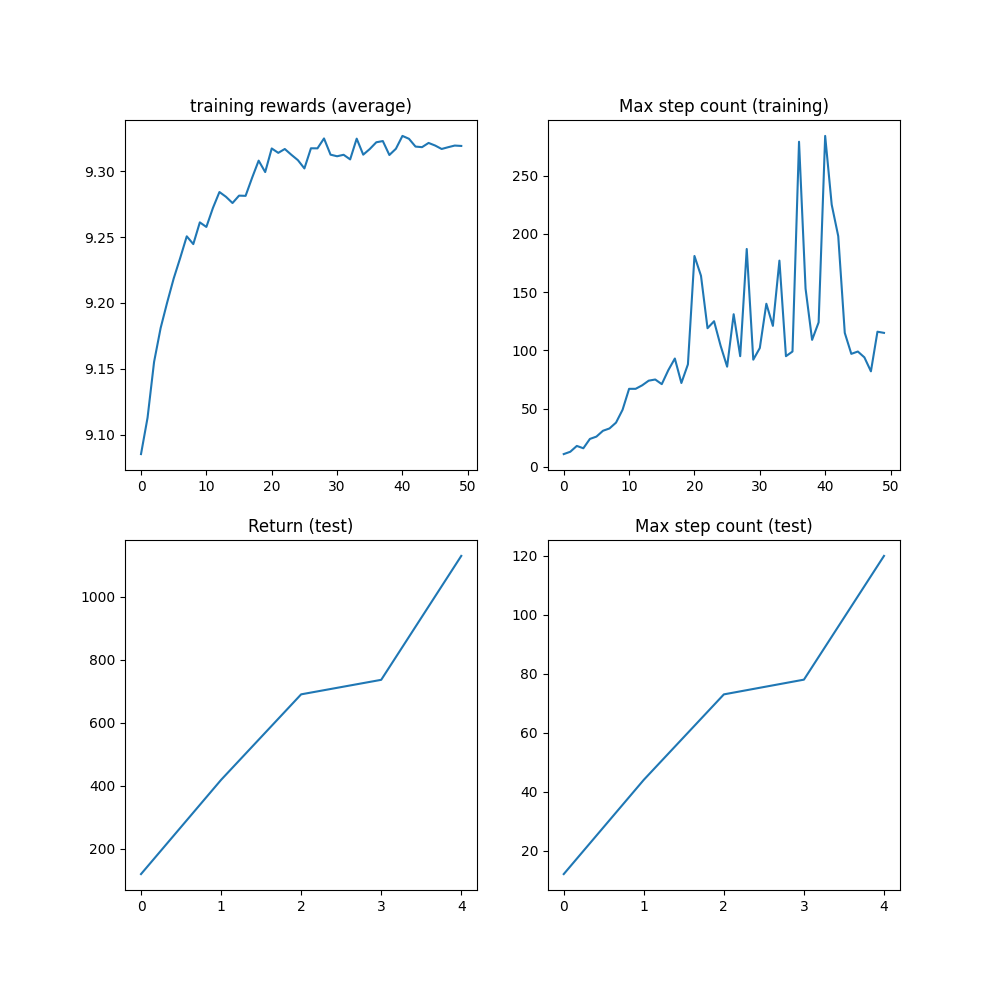 training rewards (average)
9.30
9.25
9.20
9.15
9.10
0 10 20 30 40 50
Max step count (training)
250
200
150
100
50
0
0 10 20 30 40 50
Return (test)
1000
800
600
400
200
0 1 2 3 4
Max step count (test)
120
100
80
60
40
20
0 1 2 3 4